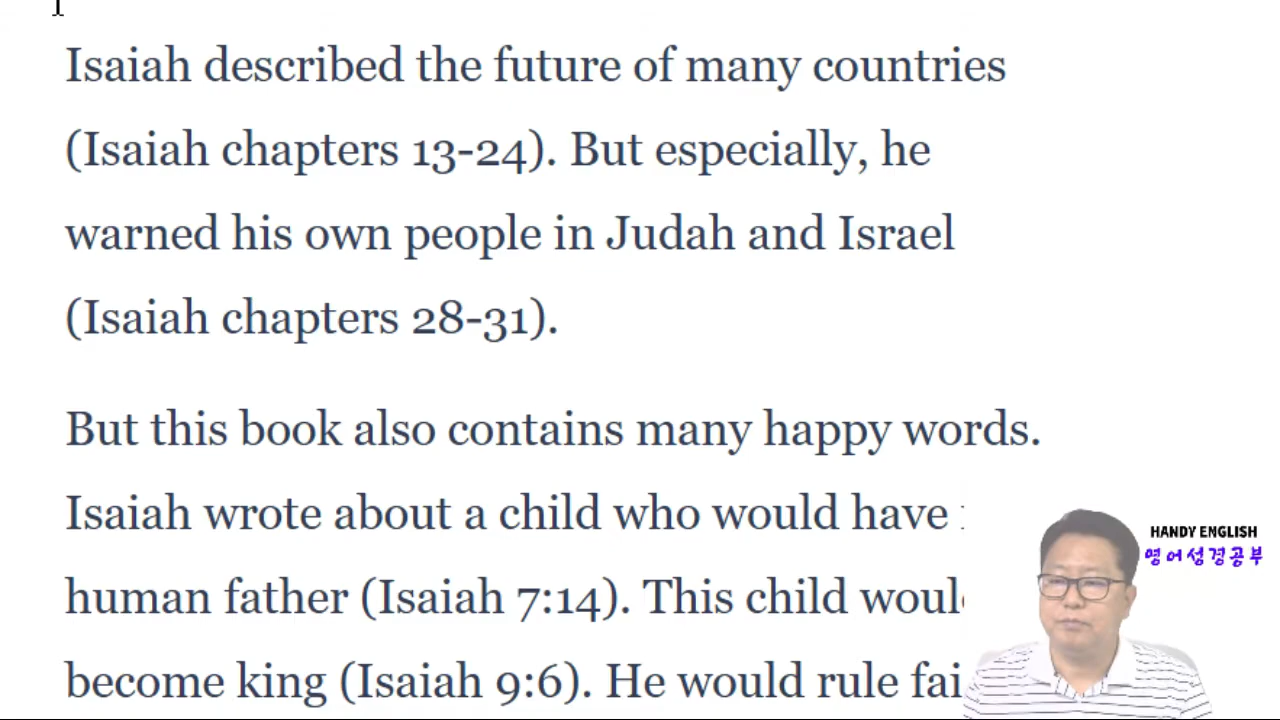 Isaiah described the future of many countries
(Isaiah chapters 13-24). But especially, he
warned his own people in Judah and Israel
(Isaiah chapters 28-31).
But this book also contains many happy words.
Isaiah wrote about a child who would have
human father (Isaiah 7:14). This child
become king (Isaiah 9:6). He would rule
HANDY ENGLISH
영어성경공부